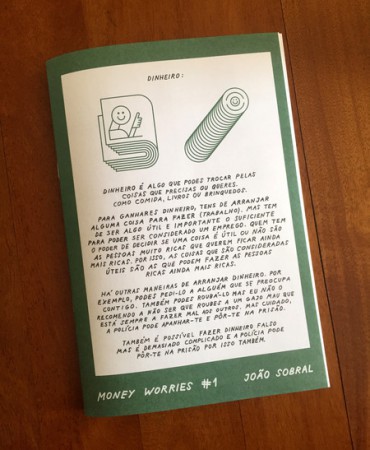 DINHEIRO:
DINHEIRO É ALGO QUE PODES TROCAR PELAS
COISAS QUE PRECISAS OU QUERES.
COMO COMIDA, LIVROS OU BRINQUEDOS.
PARA GANHARES DINHEIRO, TENS DE ARRANJAR
ALGUMA COISA PARA FAZER (TRABALHO). MAS TEM
DE SER ALGO ÚTIL E IMPORTANTE O SUFICIENTE
PARA PODER SER CONSIDERADO UM EMPREGO. QUEM TEM
O PODER DE DECIDIR SE UMA COISA É ÚTIL OU NÃO SÃO
AS PESSOAS MUITO RICAS QUE QUEREM FICAR AINDA
MAIS RICAS. POR ISSO, AS COISAS QUE SÃO CONSIDERADAS
ÚTEIS SÃO AS QUE PODEM FAZER AS PESSOAS
RICAS AINDA MAIS RICAS.
HÁ OUTRAS MANEIRAS DE ARRANJAR DINHEIRO. POR
EXEMPLO, PODES PEDI-LO A ALGUÉM QUE SE PREOCUPA
CONTIGO. TAMBÉM PODES ROUBÁ-LO MAS EU NÃO O
RECOMENDO A NÃO SER QUE ROUBES A UM GAJO MAU QUE
ESTÁ SEMPRE A FAZER MAL AOS OUTROS. MAS CUIDADO,
A POLÍCIA PODE APANHAR-TE E PÔR-TE NA PRISÃO.
TAMBÉM É POSSÍVEL FAZER DINHEIRO FALSO
MAS É DEMASIADO COMPLICADO E A POLÍCIA PODE
PÔR-TE NA PRISÃO POR ISSO TAMBÉM.
MONEY WORRIES #1 JOÃO SOBRAL